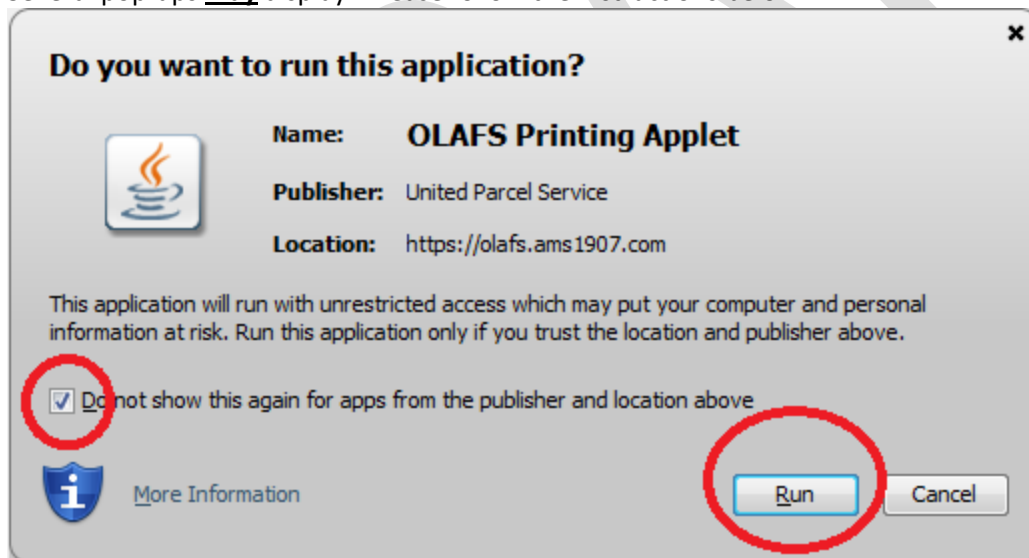 may
Do you want to run this application?
Name: OLAFS Printing Applet
Publisher: United Parcel Service
Location: https://olafs.ams1907.com
This application will run with unrestricted access which may put your computer and personal
information at risk. Run this application only if you trust the location and publisher above.
Do not show this again for apps from the publisher and location above
More Information
Run Cancel